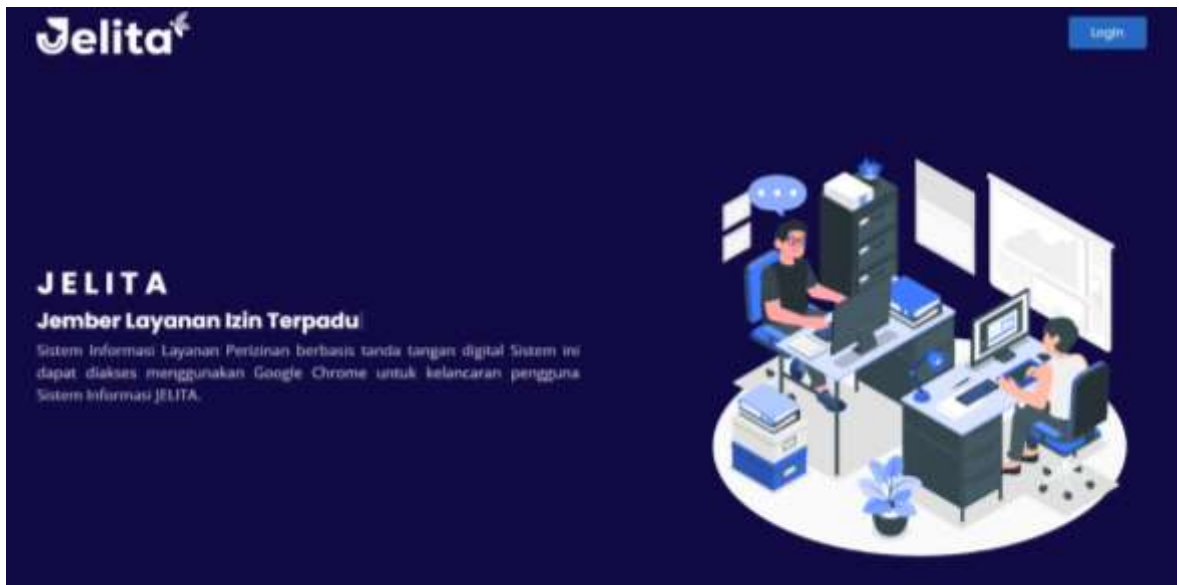 Jelita
Login
JELITA
Jember Layanan Izin Terpadu
Sistem Informasi Layanan Perizinan berbasis tanda tangan digital Sistem ini
dapat diakses menggunakan Google Chrome untuk kelancaran pengguna
Sistem Informasi JELITA.